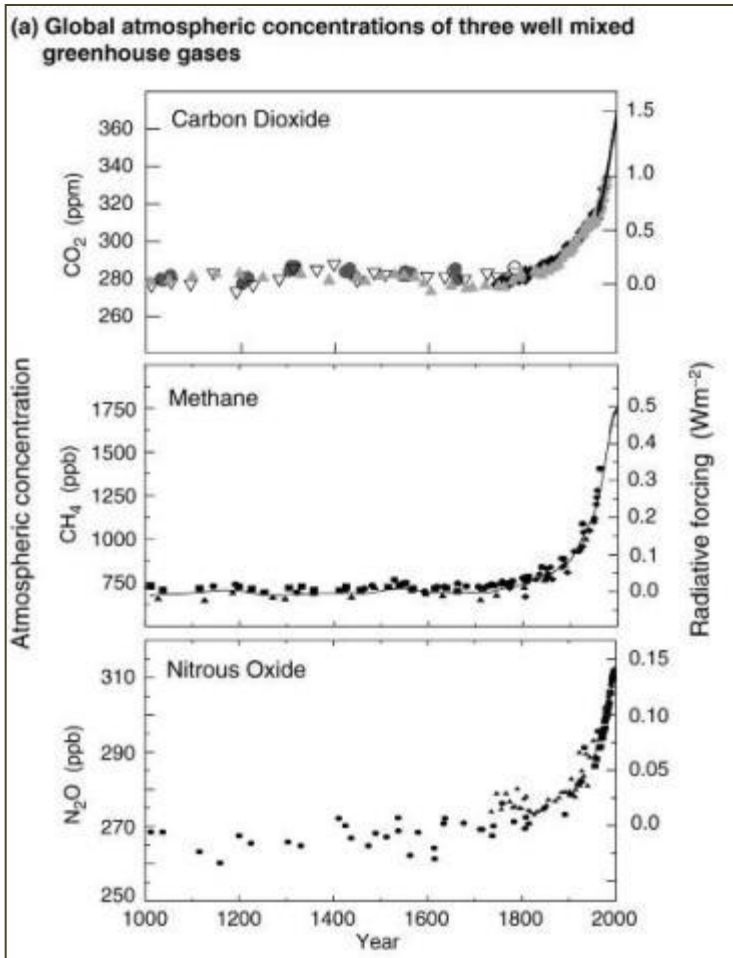 (a) Global atmospheric concentrations of three well mixed
greenhouse gases
Carbon Dioxide
CO₂ (ppm)
360
340
320
300
280
260
1.5
1.0
0.5
0.0
Methane
CH₄ (ppb)
1750
1500
1250
1000
750
0.5
0.4
0.3
0.2
0.1
0.0
Atmospheric concentration
Radiative forcing (Wm⁻²)
Nitrous Oxide
N₂O (ppb)
310
290
270
250
0.15
0.10
0.05
0.0
1000 1200 1400 1600 1800 2000
Year